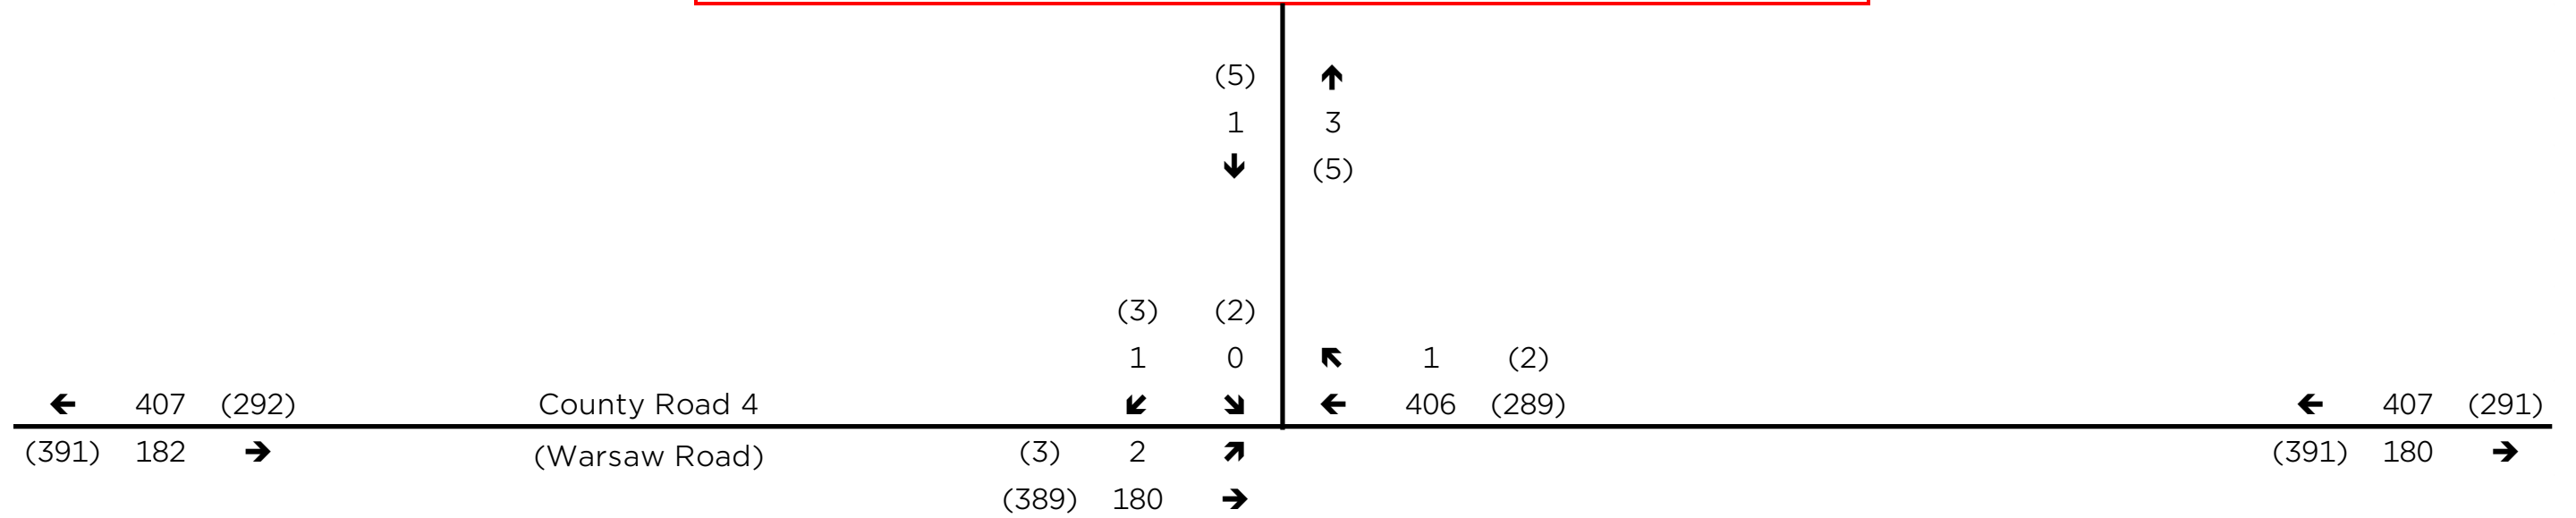 (5) ↑
1 3
↓ (5)
(3) (2)
1 0 ↖ 1 (2)
← 407 (292) County Road 4 ↙ ↘ ← 406 (289) ← 407 (291)
(391) 182 → (Warsaw Road) (3) 2 ↗ (391) 180 →
(389) 180 →